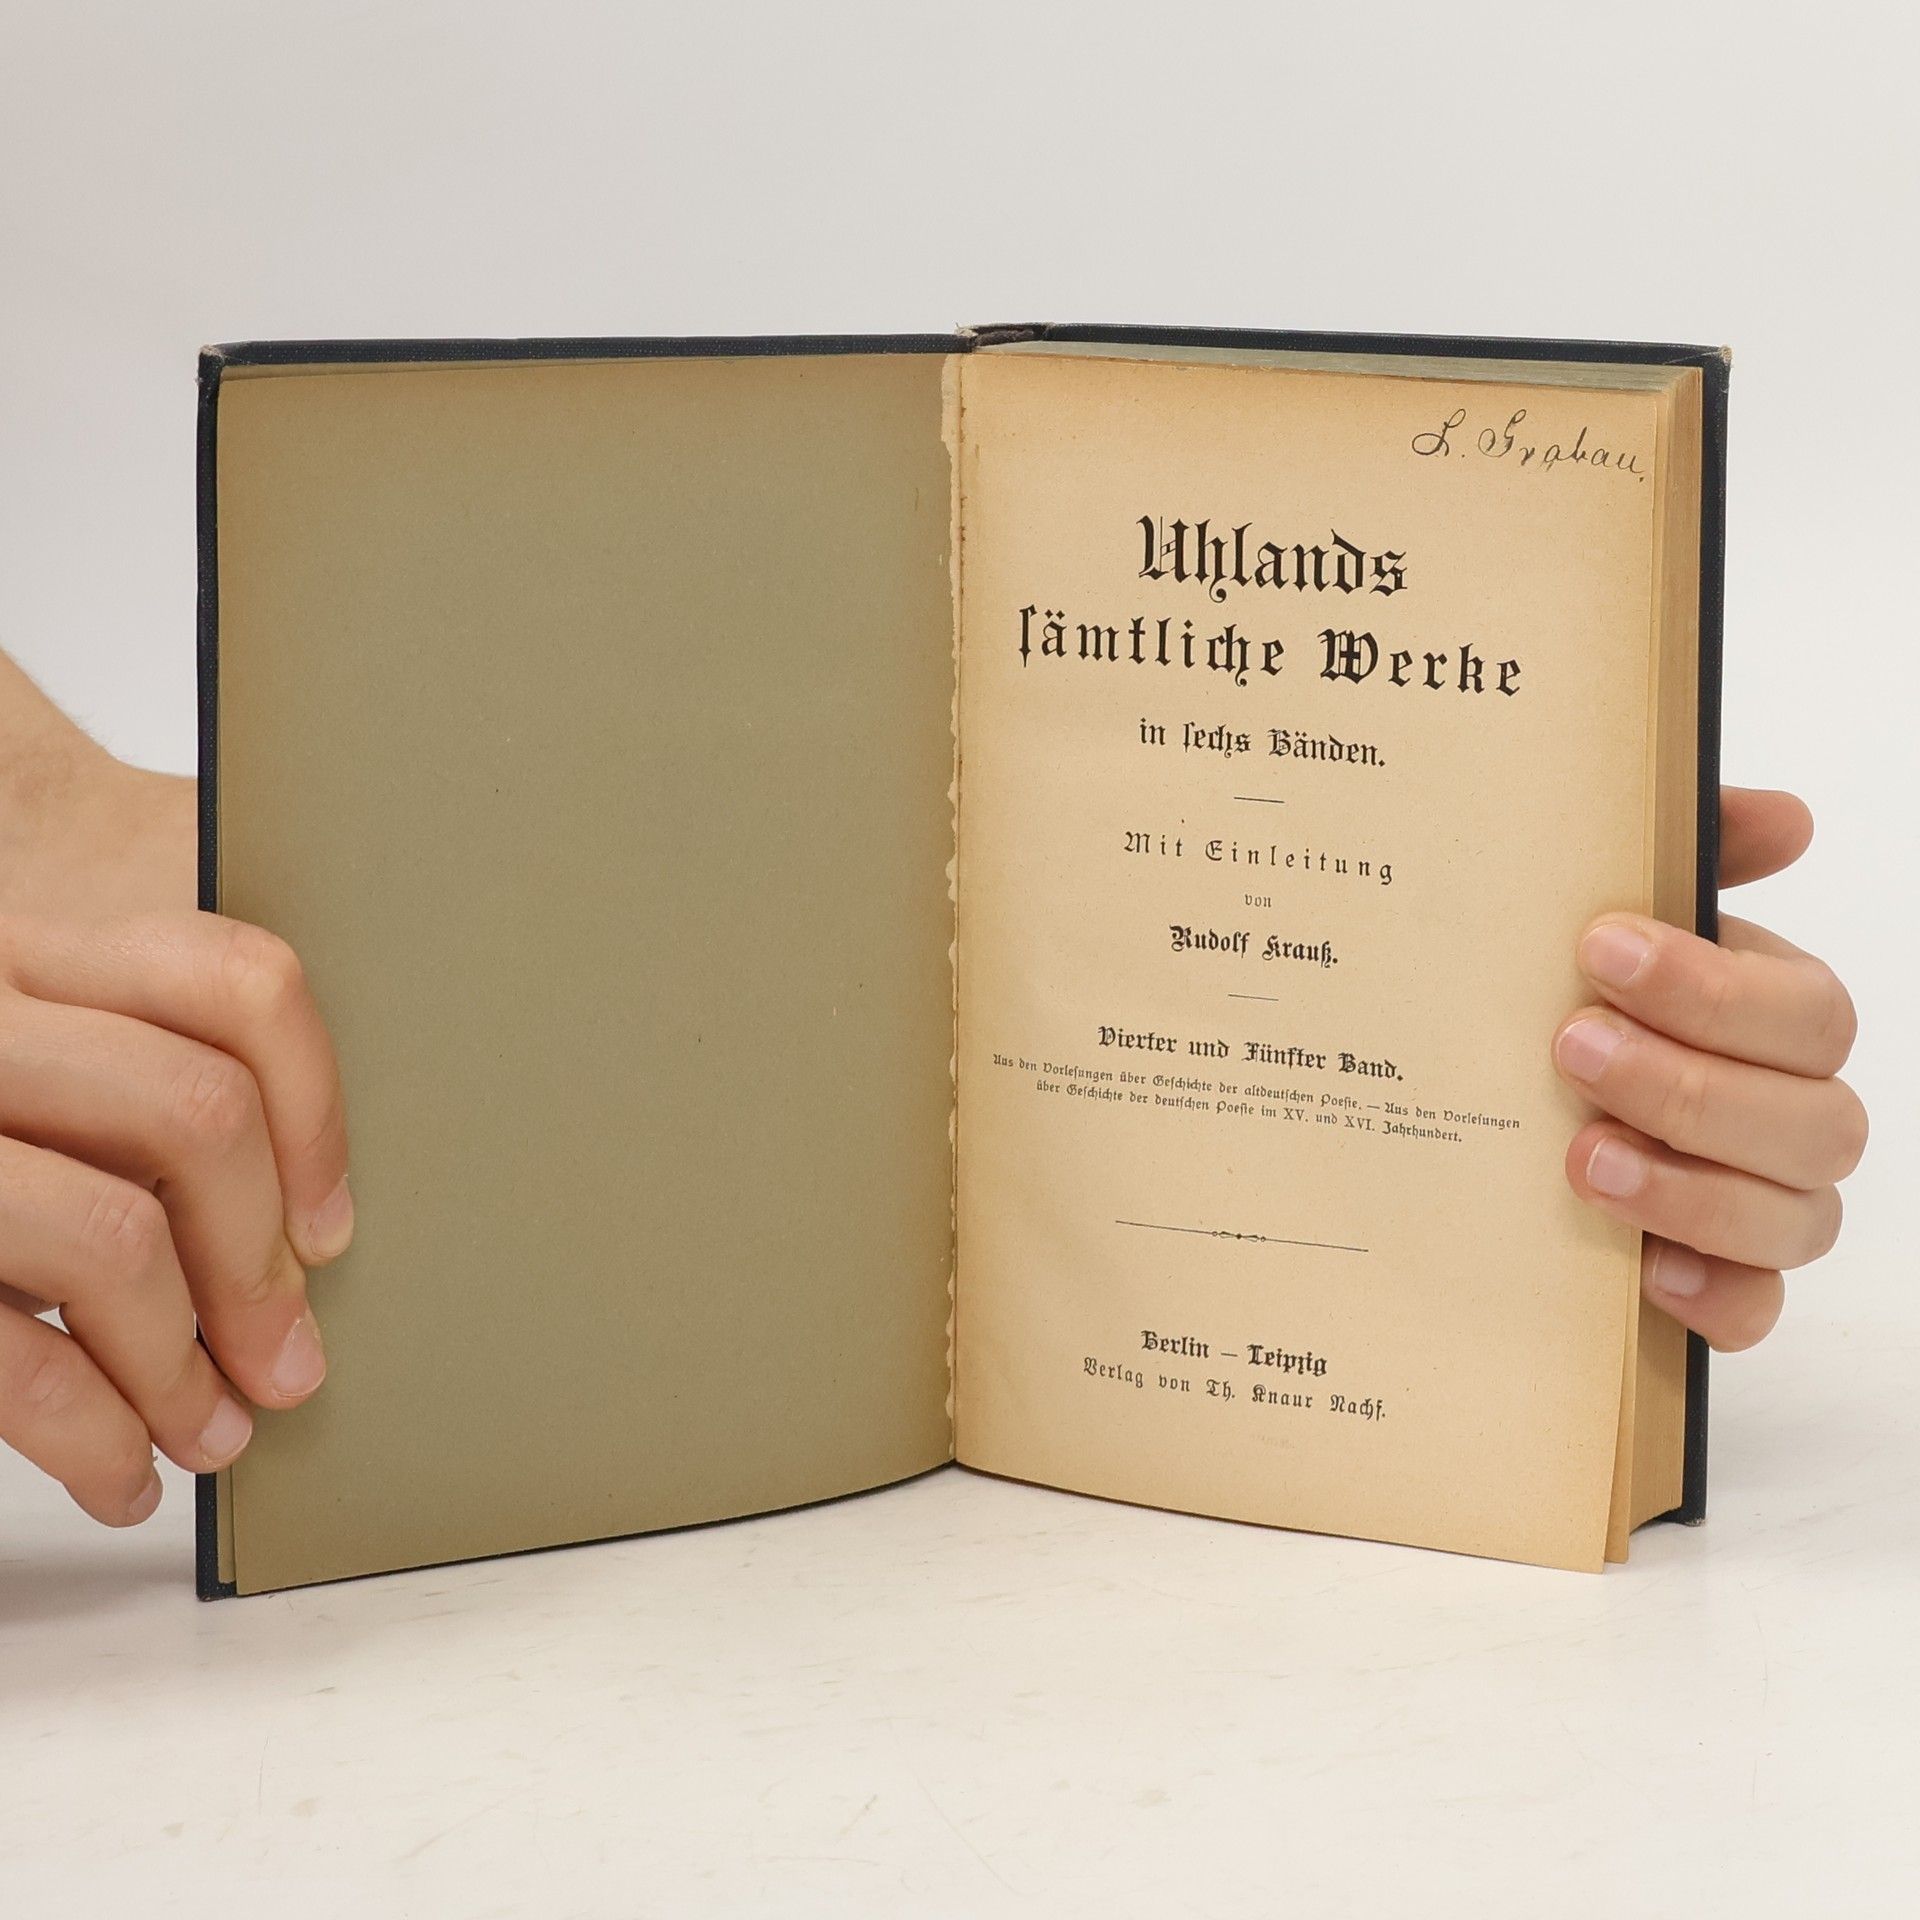 L. Grabau.
Uhlands
ſämtliche Werke
in ſechs Bänden.
Mit Einleitung
von
Rudolf Krauß.
Vierter und Fünfter Band.
Aus den Vorleſungen über Geſchichte der altdeutſchen Poeſie. — Aus den Vorleſungen
über Geſchichte der deutſchen Poeſie im XV. und XVI. Jahrhundert.
Berlin – Leipzig
Verlag von Th. Knaur Nachf.